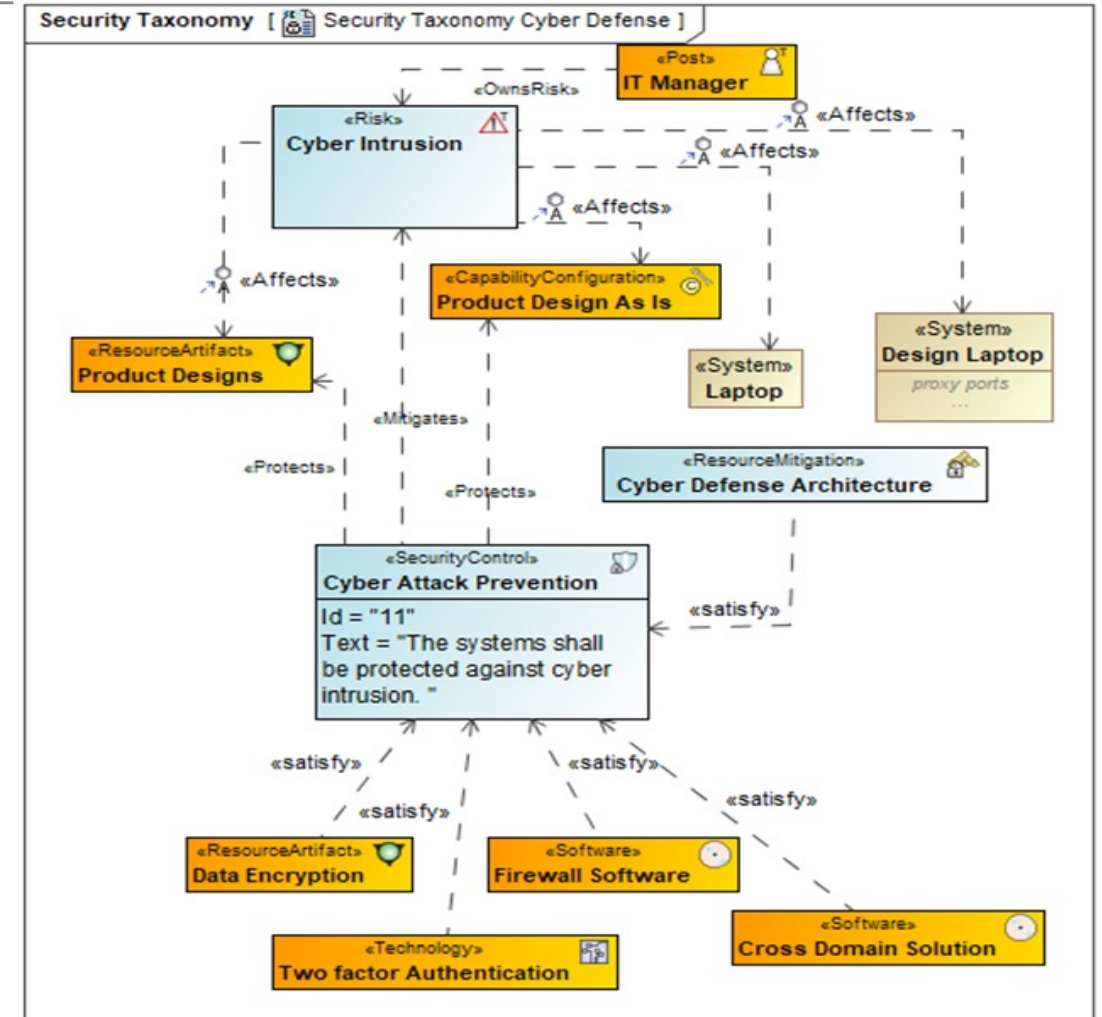 Security Taxonomy [ Security Taxonomy Cyber Defense ]
«Post»
IT Manager
«OwnsRisk»
«Risk»
Cyber Intrusion
«Affects»
«Affects»
«Affects»
«Affects»
«CapabilityConfiguration»
Product Design As Is
«System»
Design Laptop
proxy ports
...
«ResourceArtifact»
Product Designs
«System»
Laptop
«Mitigates»
«Protects»
«Protects»
«ResourceMitigation»
Cyber Defense Architecture
«SecurityControl»
Cyber Attack Prevention
Id = "11"
Text = "The systems shall
be protected against cyber
intrusion. "
«satisfy»
«satisfy»
«satisfy»
«satisfy»
«satisfy»
«ResourceArtifact»
Data Encryption
«Software»
Firewall Software
«Software»
Cross Domain Solution
«Technology»
Two factor Authentication